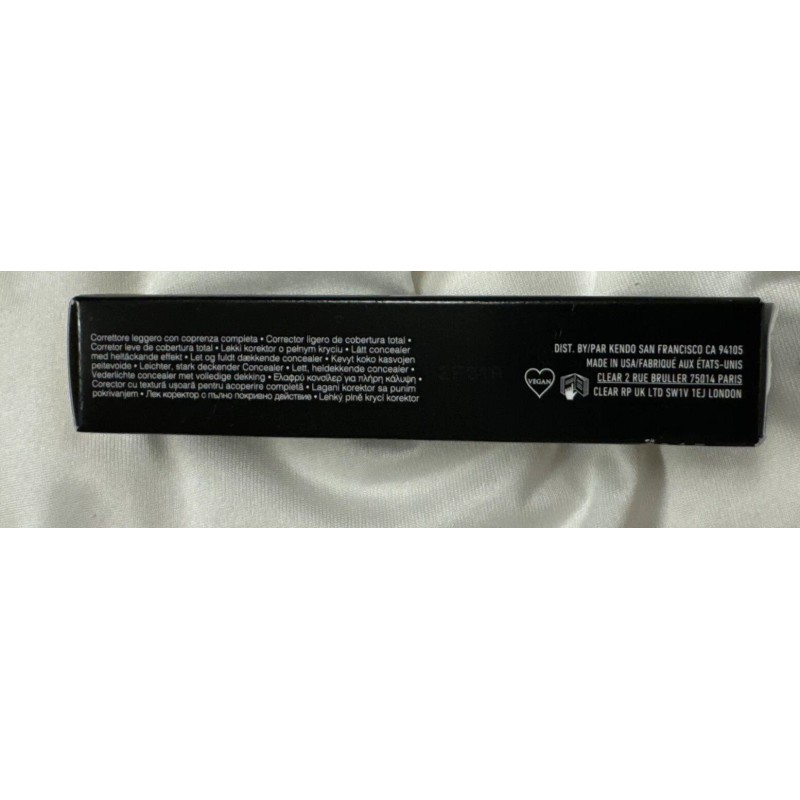 Correttore leggero con coprenza completa • Corrector ligero de cobertura total •
Corretor leve de cobertura total • Lekki korektor o pełnym kryciu • Lätt concealer
med heltäckande effekt • Let og fuldt dækkende concealer • Kevyt koko kasvojen
peitevoide • Leichter, stark deckender Concealer • Lett, heldekkende concealer •
Vederlichte concealer met volledige dekking • Ελαφρύ κονσίλερ για πλήρη κάλυψη •
Corector cu textură ușoară pentru acoperire completă • Lagani korektor sa punim
pokrivanjem • Лек коректор с пълно покривно действие • Lehký plně krycí korektor
VEGAN
DIST. BY/PAR KENDO SAN FRANCISCO CA 94105
MADE IN USA/FABRIQUÉ AUX ÉTATS-UNIS
CLEAR 2 RUE BRULLER 75014 PARIS
CLEAR RP UK LTD SW1V 1EJ LONDON